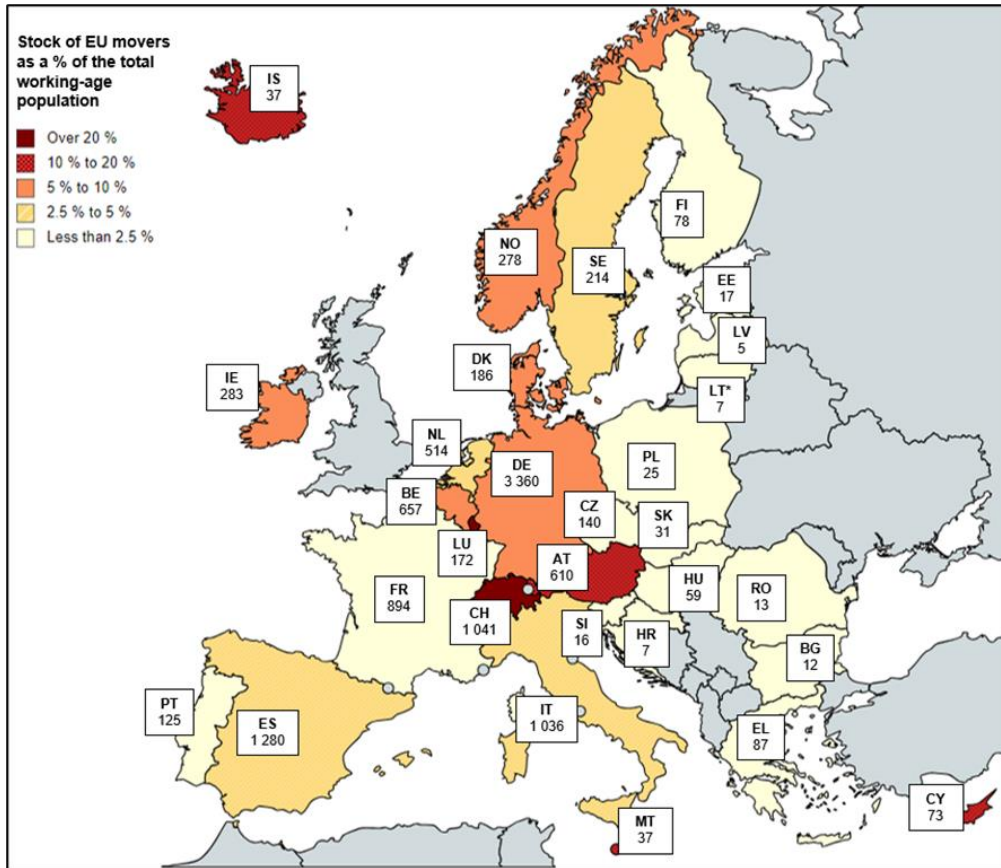 Stock of EU movers
as a % of the total
working-age
population
Over 20 %
10 % to 20 %
5 % to 10 %
2.5 % to 5 %
Less than 2.5 %
IS
37
FI
78
NO
278
SE
214
EE
17
LV
5
DK
186
IE
283
LT*
7
NL
514
DE
3 360
PL
25
BE
657
CZ
140
SK
31
LU
172
AT
610
FR
894
HU
59
RO
13
CH
1 041
SI
16
HR
7
BG
12
PT
125
ES
1 280
IT
1 036
EL
87
CY
73
MT
37